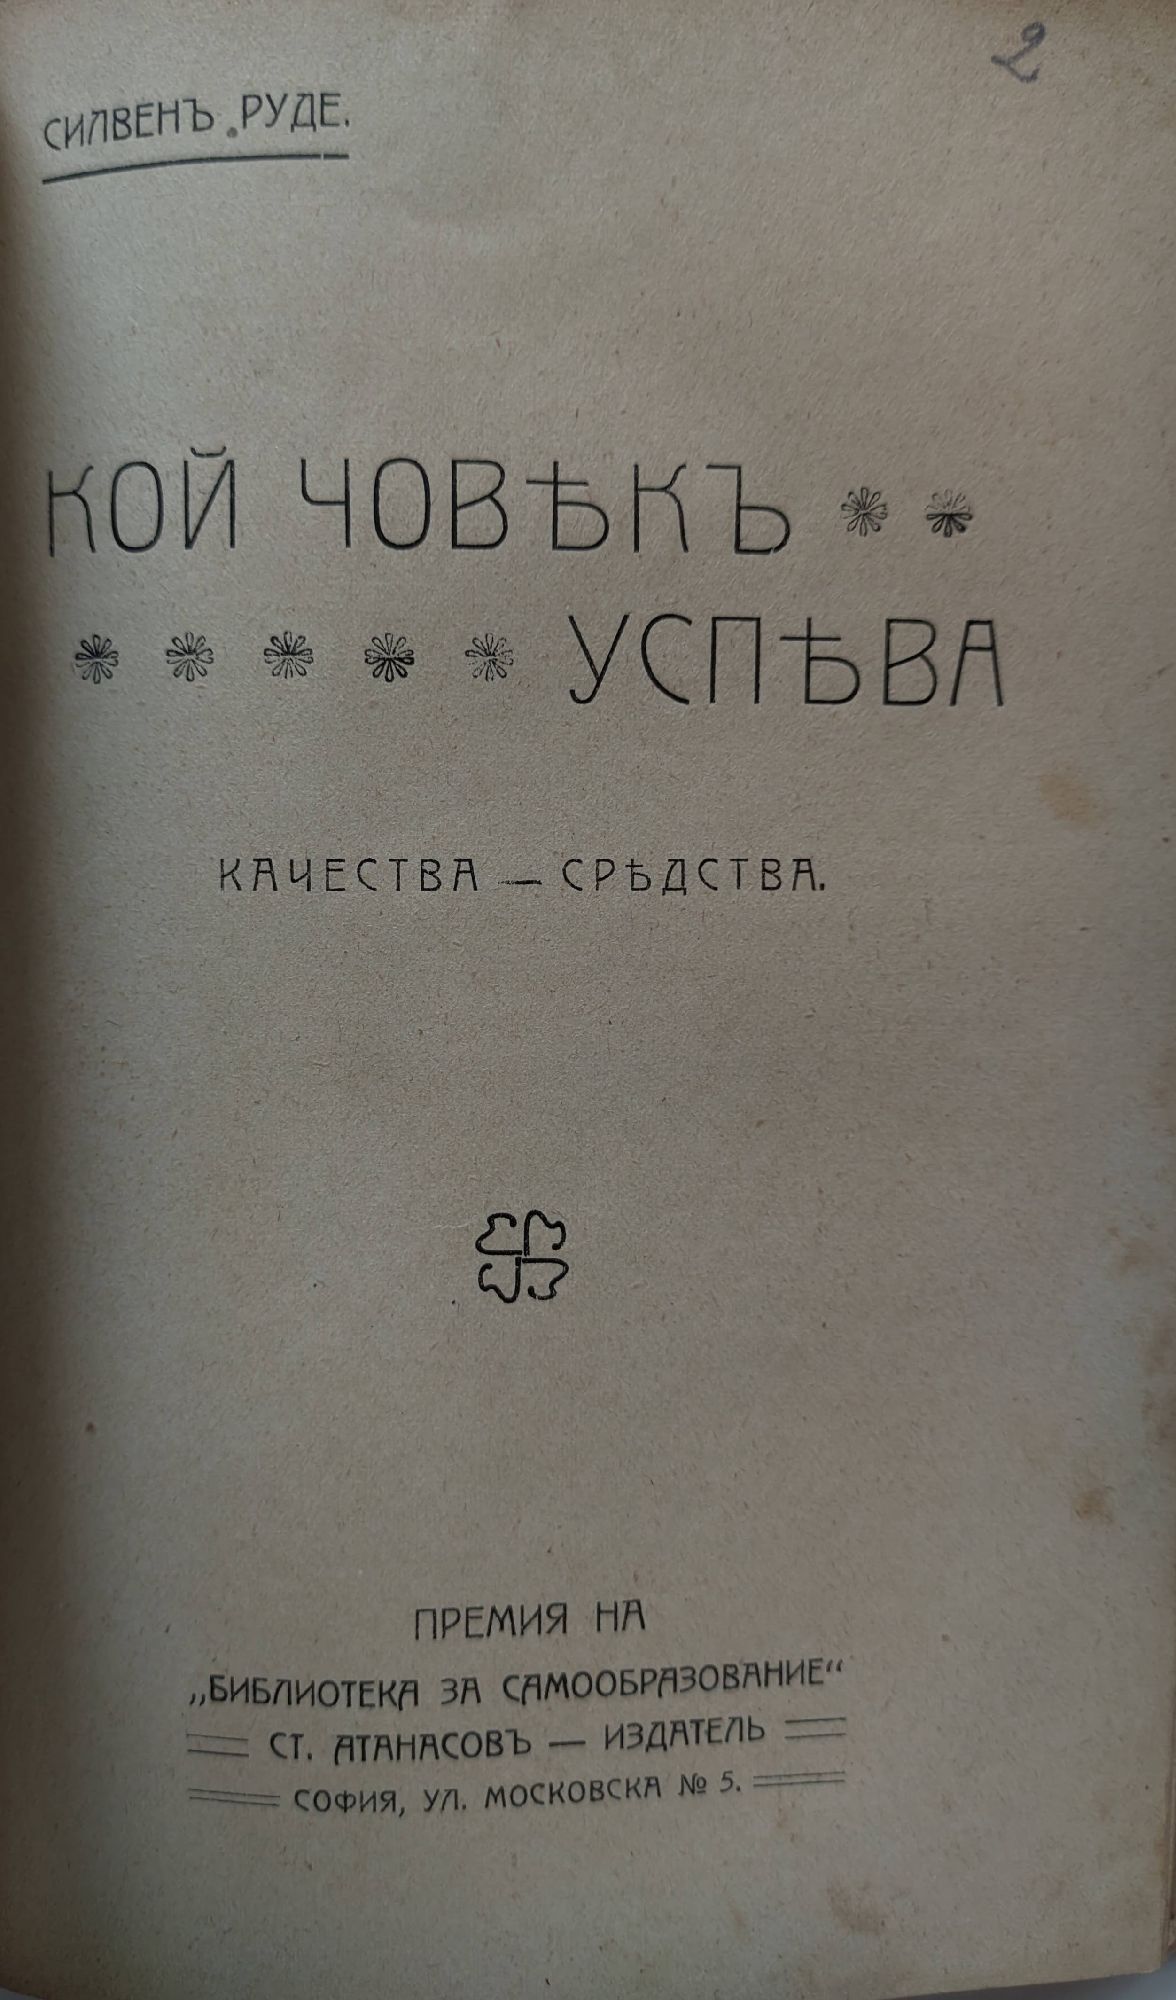 2
СИЛВЕНЪ РУДЕ.
КОЙ ЧОВѢКЪ
УСПѢВА
КАЧЕСТВА — СРѢДСТВА.
ПРЕМИЯ НА
„БИБЛИОТЕКА ЗА САМООБРАЗОВАНИЕ“
СТ. АТАНАСОВЪ — ИЗДАТЕЛЬ
СОФИЯ, УЛ. МОСКОВСКА № 5.